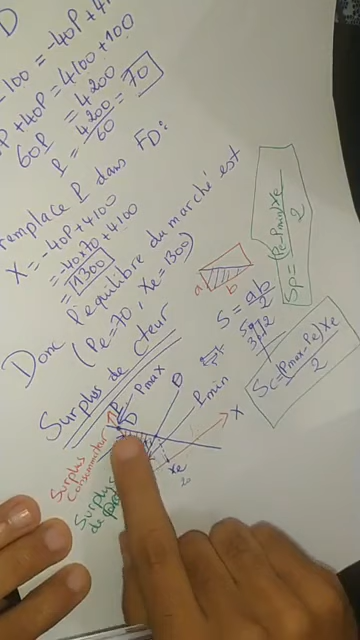 D
-100 = -40P + 4
P + 40P = 4100 + 100
60P = 4200
P = 4200/60 = 70
remplace P dans FD:
X = -40P + 4100
= -40x70 + 4100
= 1300
Donc l'équilibre du marché est
(Pe=70, Xe=1300)
Surplus de cteur
Pmax
Pmin
X
xe
Surplus
Consommateur
Surplus
de
a
b
S = ab/2
Sp = (Pe-Pmin)Xe/2
Sc = (Pmax-Pe)Xe/2